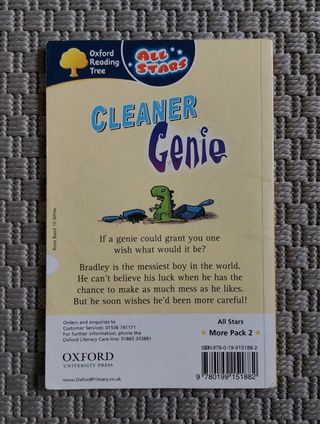 Oxford
Reading
Tree
ALL STARS
CLEANER
Genie
Book Band 10 White
If a genie could grant you one
wish what would it be?
Bradley is the messiest boy in the world.
He can't believe his luck when he has the
chance to make as much mess as he likes.
But he soon wishes he'd been more careful!
Orders and enquiries to
Customer Services: 01536 741171
For further information, phone the
Oxford Literacy Care-line: 01865 353881
All Stars
★ More Pack 2 ★
OXFORD
UNIVERSITY PRESS
www.OxfordPrimary.co.uk
ISBN 978-0-19-915188-2
9 780199 151882 >